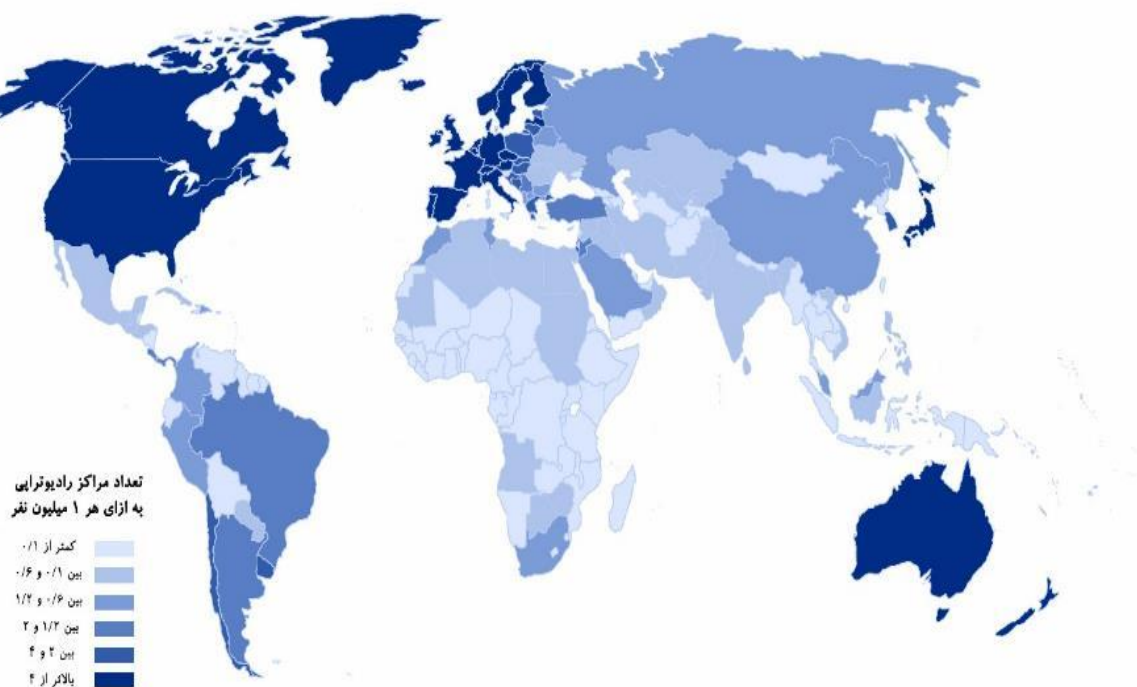 تعداد مراکز رادیوتراپی
به ازای هر ۱ میلیون نفر
کمتر از ۰/۱
بین ۰/۱ و ۰/۶
بین ۰/۶ و ۱/۲
بین ۱/۲ و ۲
بین ۲ و ۴
بالاتر از ۴